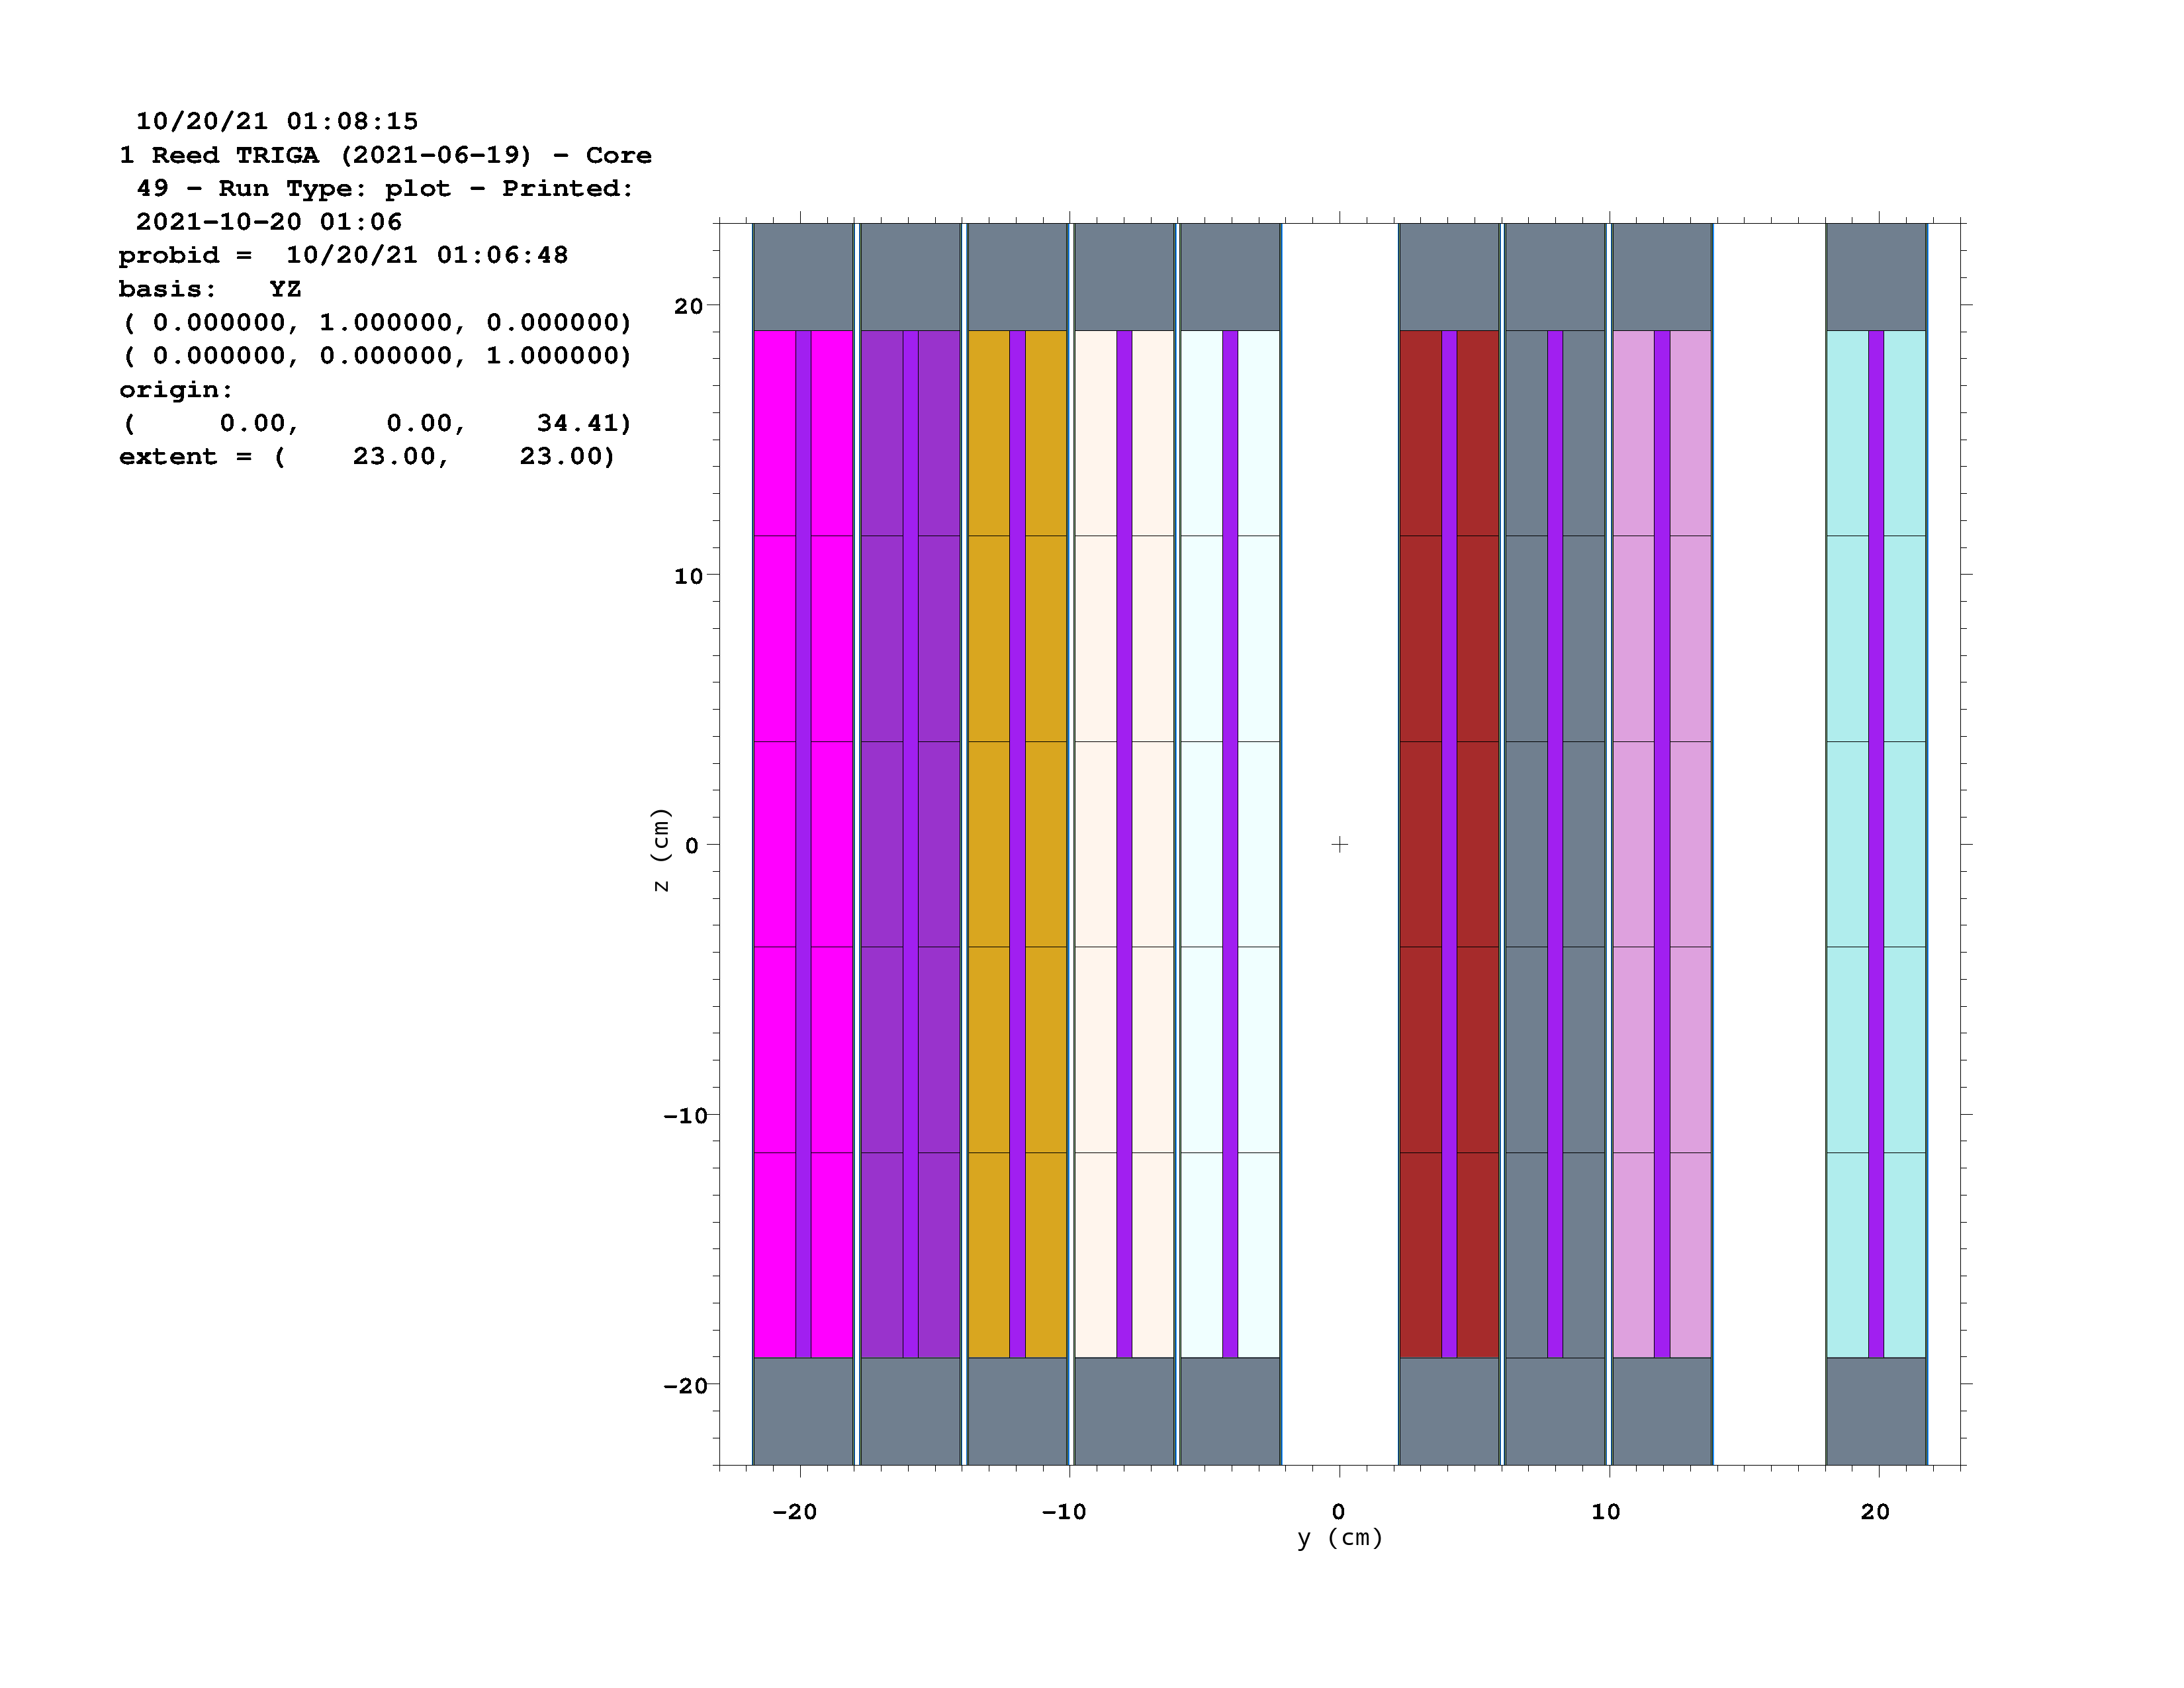 10/20/21 01:08:15
1 Reed TRIGA (2021-06-19) - Core
49 - Run Type: plot - Printed:
2021-10-20 01:06
probid = 10/20/21 01:06:48
basis: YZ
( 0.000000, 1.000000, 0.000000)
( 0.000000, 0.000000, 1.000000)
origin:
( 0.00, 0.00, 34.41)
extent = ( 23.00, 23.00)
20
10
0
-10
-20
z (cm)
-20 -10 0 10 20
y (cm)